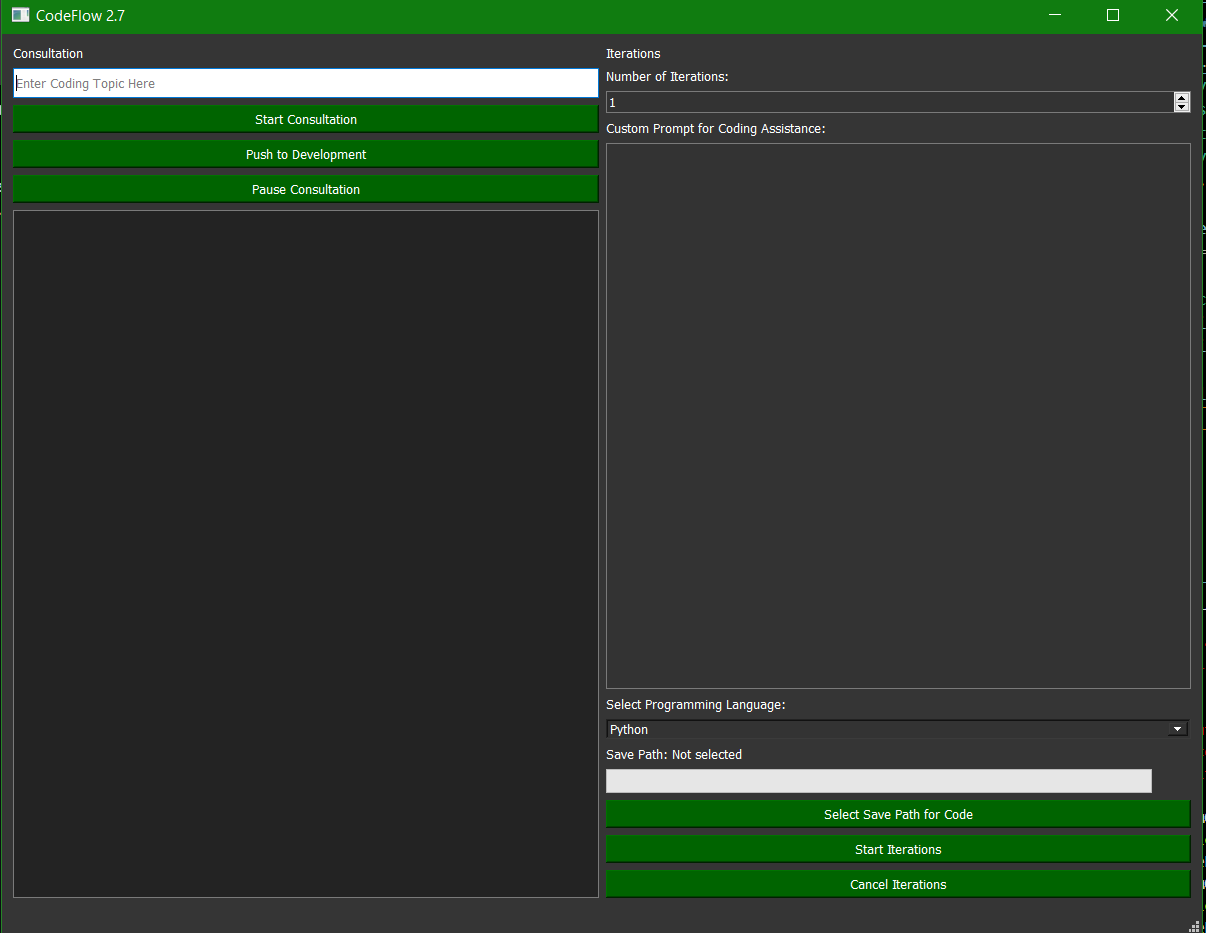 CodeFlow 2.7
Consultation
Enter Coding Topic Here
Start Consultation
Push to Development
Pause Consultation
Iterations
Number of Iterations:
1
Custom Prompt for Coding Assistance:
Select Programming Language:
Python
Save Path: Not selected
Select Save Path for Code
Start Iterations
Cancel Iterations